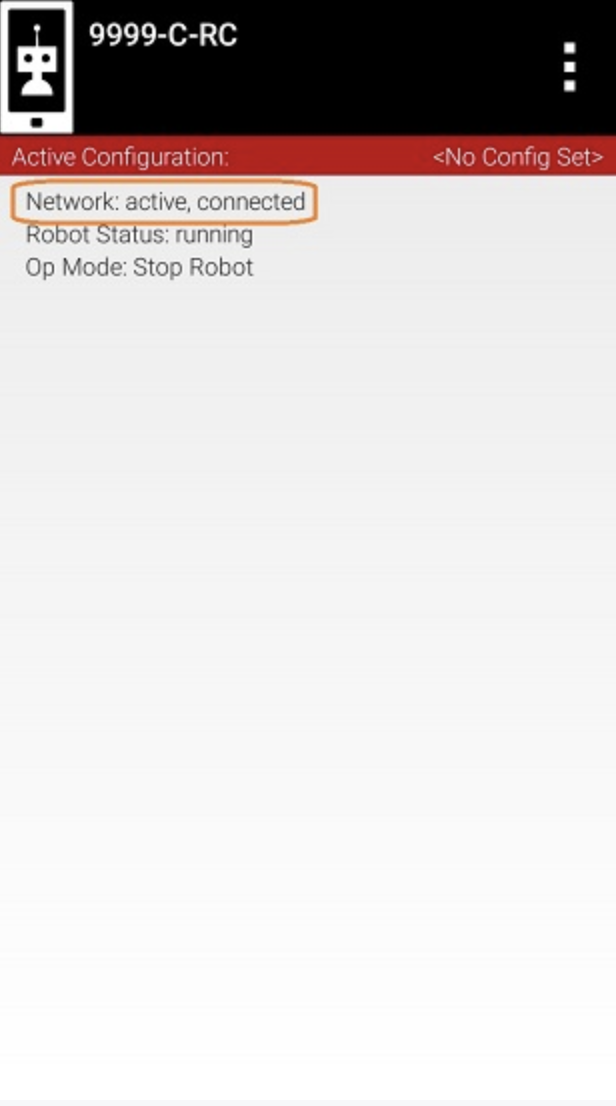 9999-C-RC
Active Configuration: <No Config Set>
Network: active, connected
Robot Status: running
Op Mode: Stop Robot